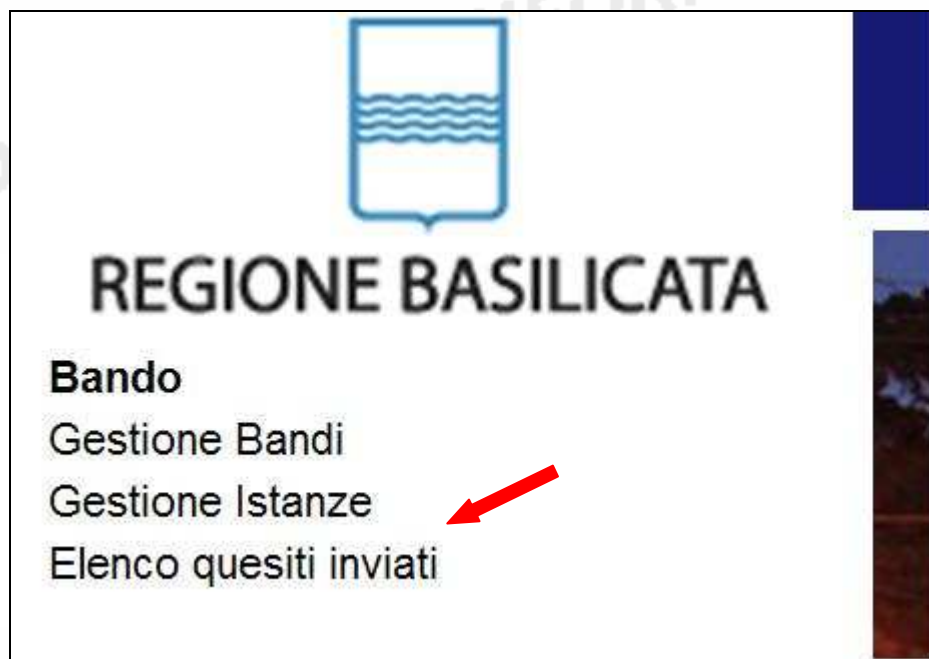 REGIONE BASILICATA
Bando
Gestione Bandi
Gestione Istanze
Elenco quesiti inviati